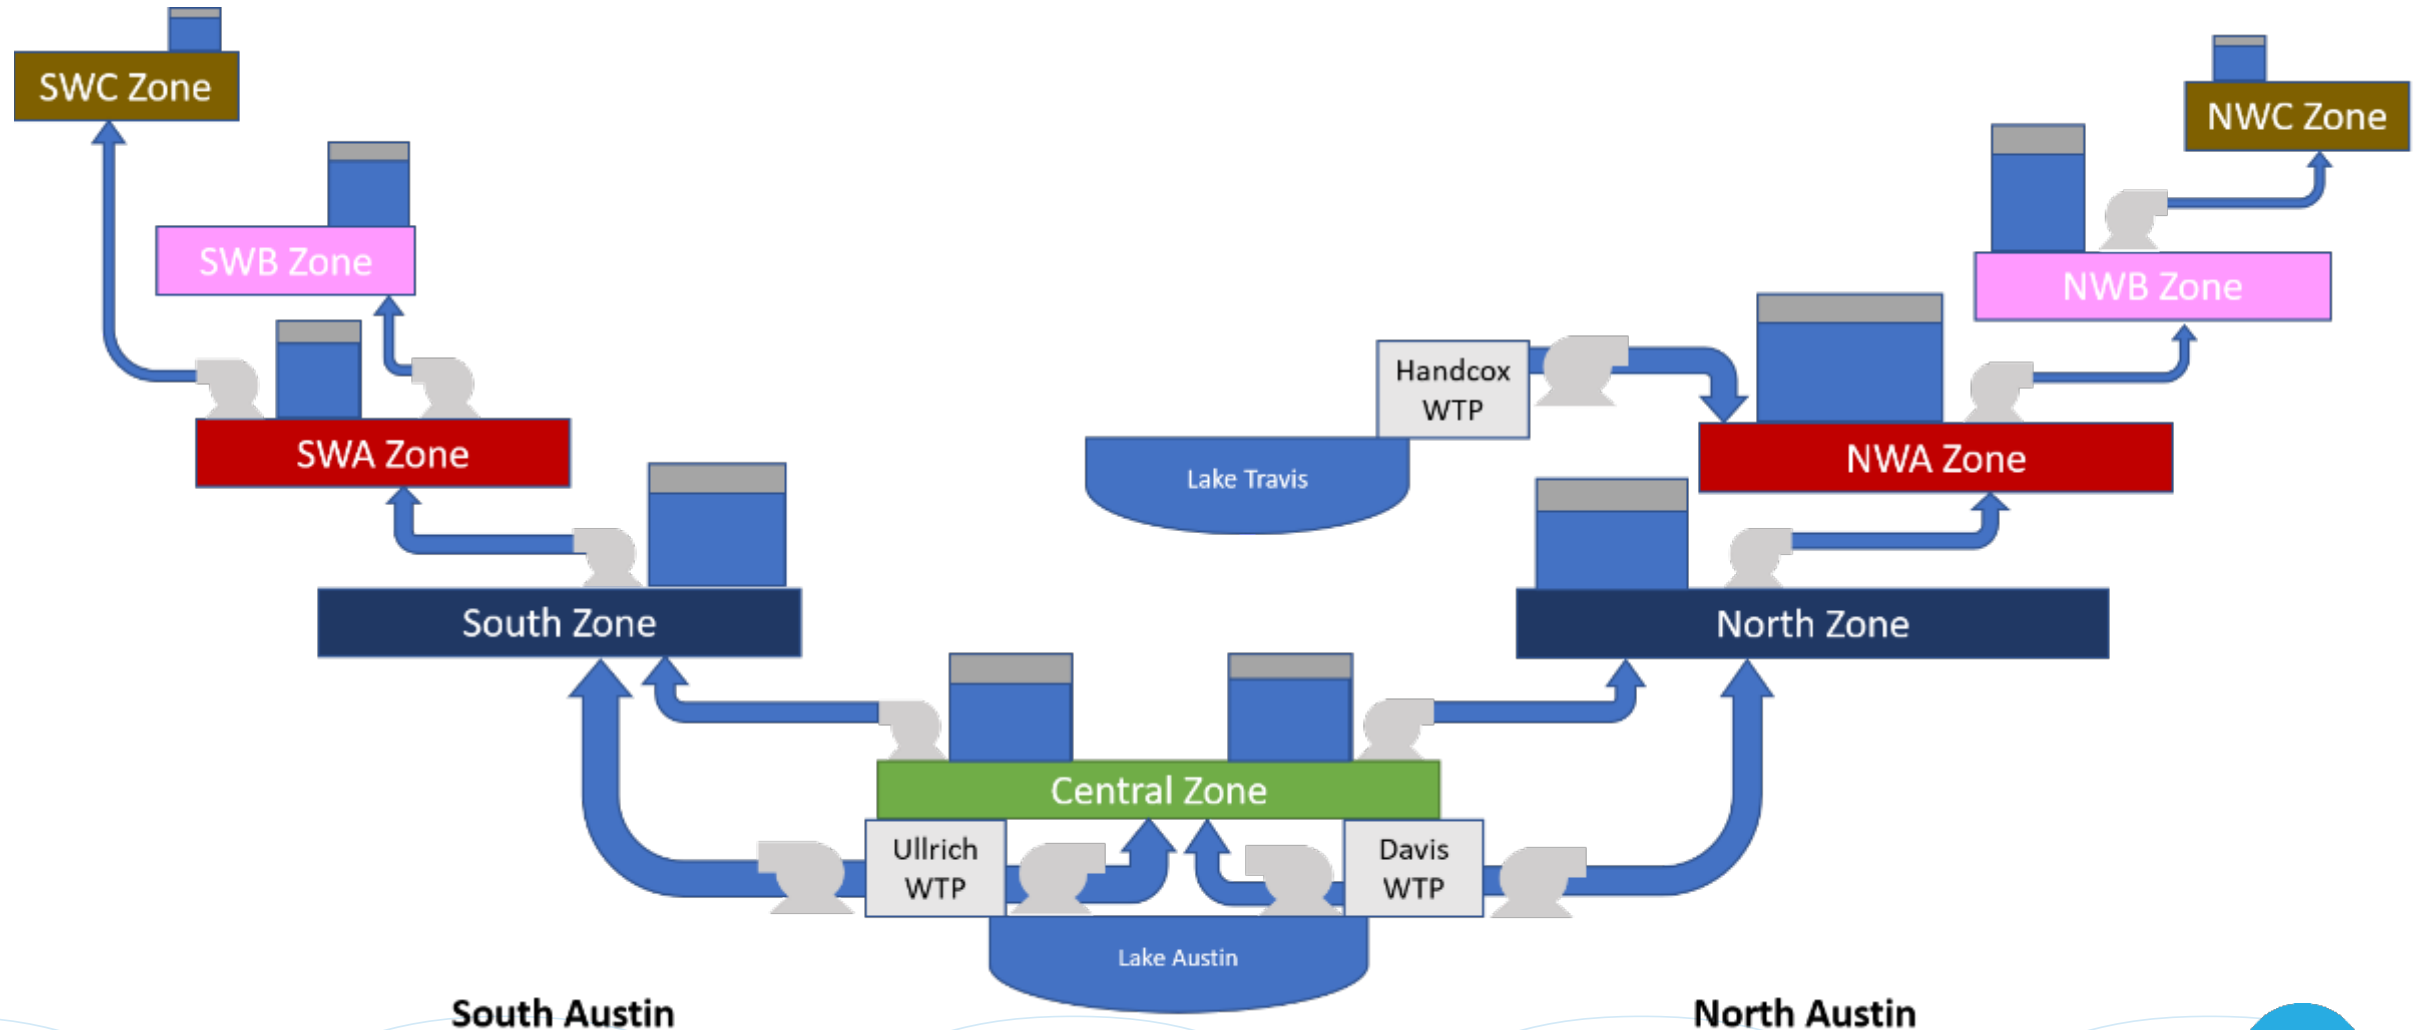 SWC Zone
NWC Zone
SWB Zone
NWB Zone
Handcox
WTP
SWA Zone
NWA Zone
Lake Travis
South Zone
North Zone
Central Zone
Ullrich
WTP
Davis
WTP
Lake Austin
South Austin
North Austin